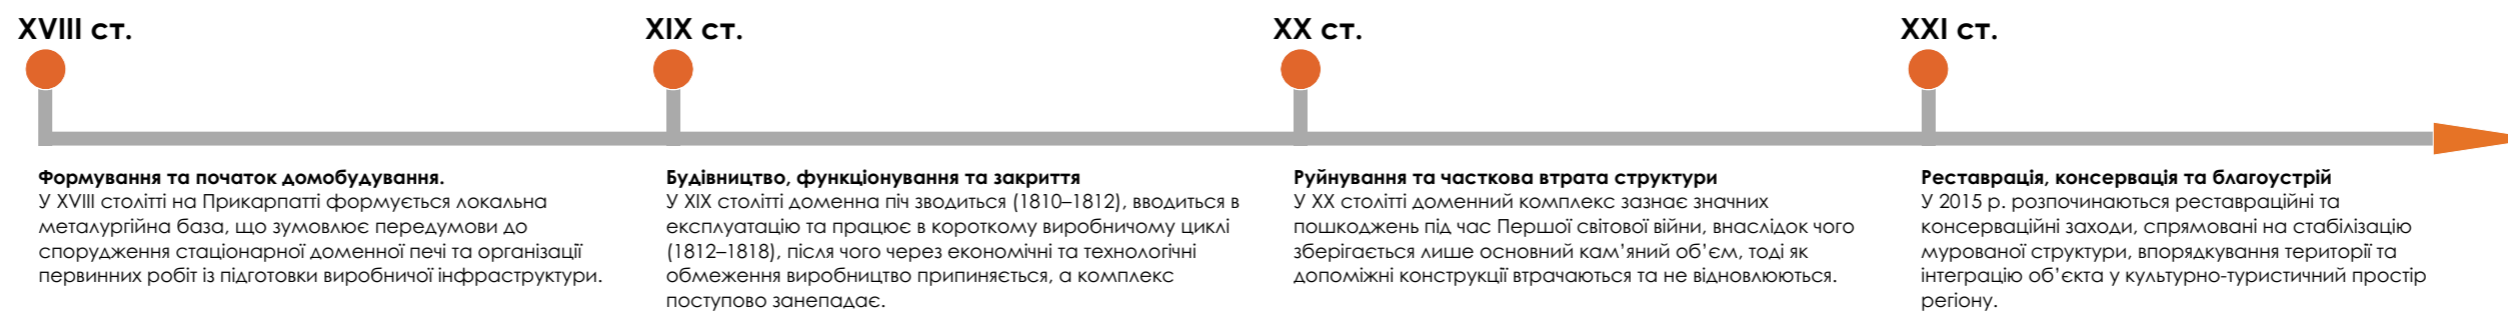 XVIII ст.
XIX ст.
XX ст.
XXI ст.
Формування та початок домобудування.
У XVIII столітті на Прикарпатті формується локальна
металургійна база, що зумовлює передумови до
спорудження стаціонарної доменної печі та організації
первинних робіт із підготовки виробничої інфраструктури.
Будівництво, функціонування та закриття
У XIX столітті доменна піч зводиться (1810–1812), вводиться в
експлуатацію та працює в короткому виробничому циклі
(1812–1818), після чого через економічні та технологічні
обмеження виробництво припиняється, а комплекс
поступово занепадає.
Руйнування та часткова втрата структури
У XX столітті доменний комплекс зазнає значних
пошкоджень під час Першої світової війни, внаслідок чого
зберігається лише основний кам’яний об’єм, тоді як
допоміжні конструкції втрачаються та не відновлюються.
Реставрація, консервація та благоустрій
У 2015 р. розпочинаються реставраційні та
консерваційні заходи, спрямовані на стабілізацію
мурованої структури, впорядкування території та
інтеграцію об’єкта у культурно-туристичний простір
регіону.